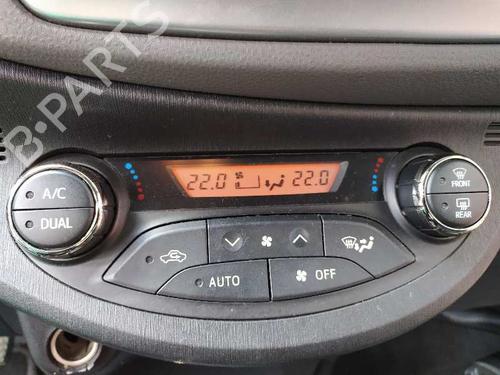 B-PARTS
22.0 22.0
A/C
DUAL
FRONT
REAR
AUTO
OFF